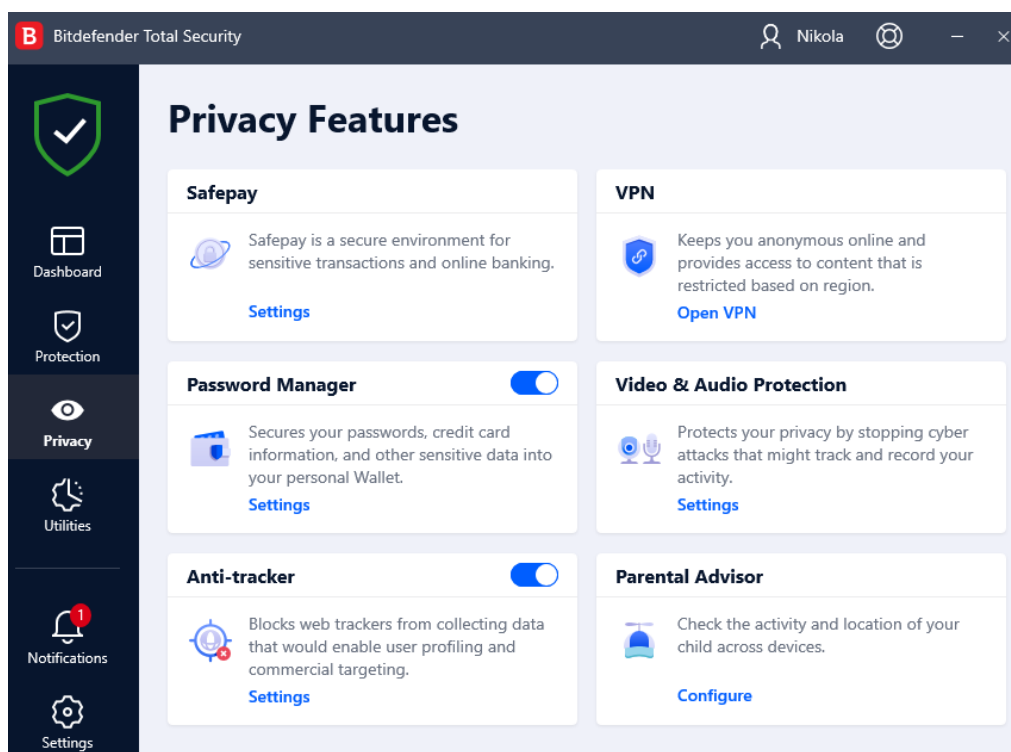 B Bitdefender Total Security
Nikola
Privacy Features
Dashboard
Protection
Privacy
Utilities
1
Notifications
Settings
Safepay
Safepay is a secure environment for
sensitive transactions and online banking.
Settings
VPN
Keeps you anonymous online and
provides access to content that is
restricted based on region.
Open VPN
Password Manager
Secures your passwords, credit card
information, and other sensitive data into
your personal Wallet.
Settings
Video & Audio Protection
Protects your privacy by stopping cyber
attacks that might track and record your
activity.
Settings
Anti-tracker
Blocks web trackers from collecting data
that would enable user profiling and
commercial targeting.
Settings
Parental Advisor
Check the activity and location of your
child across devices.
Configure